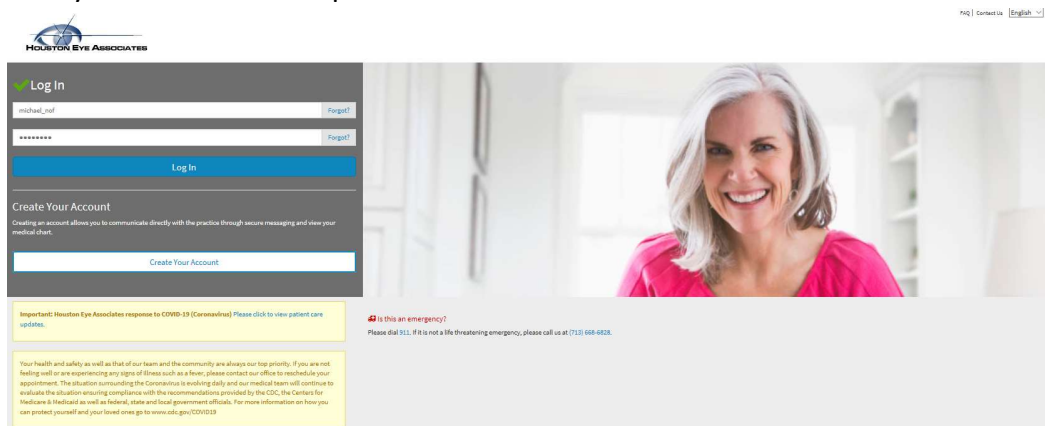 FAQ | Contact Us English
HOUSTON EYE ASSOCIATES
Log In
michael_nof Forgot?
******** Forgot?
Log In
Create Your Account
Creating an account allows you to communicate directly with the practice through secure messaging and view your
medical chart.
Create Your Account
Important: Houston Eye Associates response to COVID-19 (Coronavirus) Please click to view patient care
updates.
Is this an emergency?
Please dial 911. If it is not a life threatening emergency, please call us at (713) 668-6828.
Your health and safety as well as that of our team and the community are always our top priority. If you are not
feeling well or are experiencing any signs of illness such as a fever, please contact our office to reschedule your
appointment. The situation surrounding the Coronavirus is evolving daily and our medical team will continue to
evaluate the situation ensuring compliance with the recommendations provided by the CDC, the Centers for
Medicare & Medicaid as well as federal, state and local government officials. For more information on how you
can protect yourself and your loved ones go to www.cdc.gov/COVID19